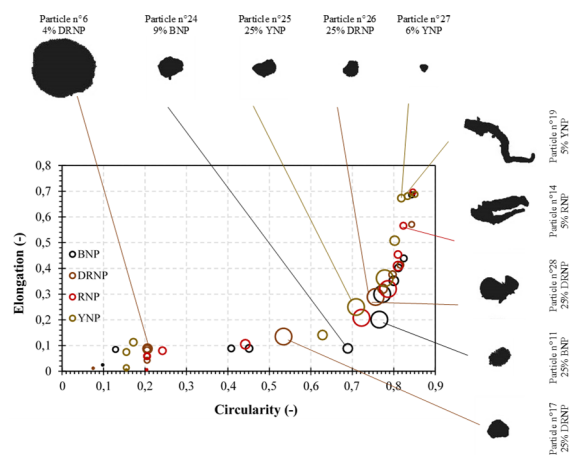 Particle n°6
4% DRNP
Particle n°24
9% BNP
Particle n°25
25% YNP
Particle n°26
25% DRNP
Particle n°27
6% YNP
Particle n°19
5% YNP
Particle n°14
5% RNP
Particle n°28
25% DRNP
Particle n°11
25% BNP
Particle n°17
25% DRNP
Elongation (-)
0,8
0,7
0,6
0,5
0,4
0,3
0,2
0,1
0
BNP
DRNP
RNP
YNP
0 0,1 0,2 0,3 0,4 0,5 0,6 0,7 0,8 0,9
Circularity (-)